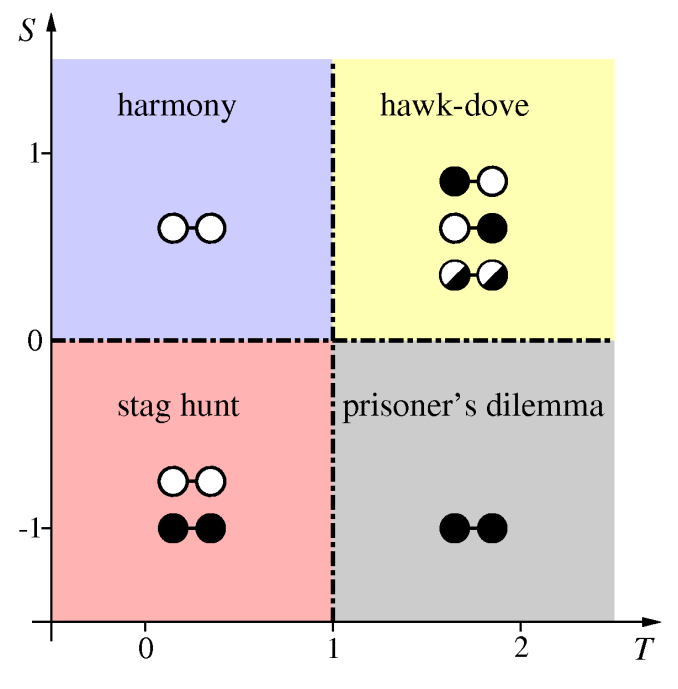 S
harmony
hawk-dove
1
0
stag hunt
prisoner's dilemma
-1
0
1
2
T